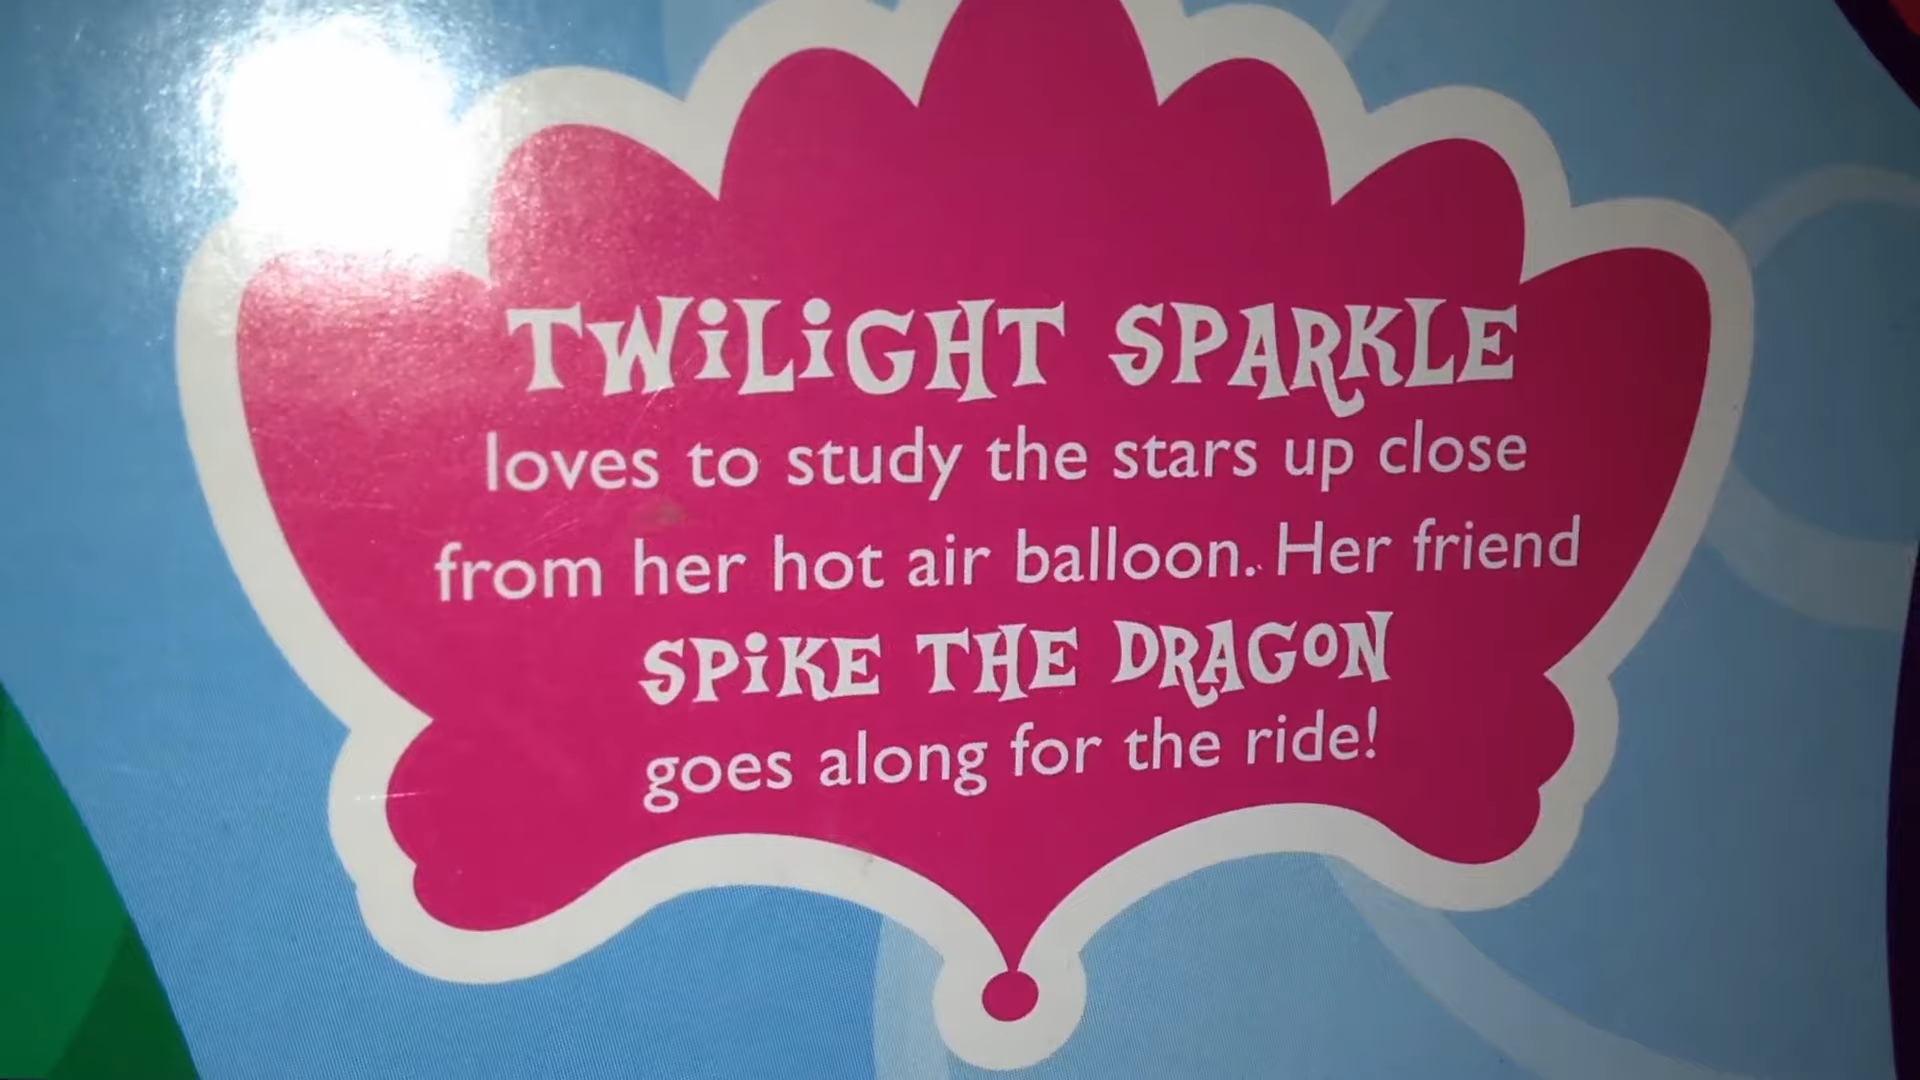 TWiLiGHT SPARKLE
loves to study the stars up close
from her hot air balloon. Her friend
SPiKE THE DRAGON
goes along for the ride!